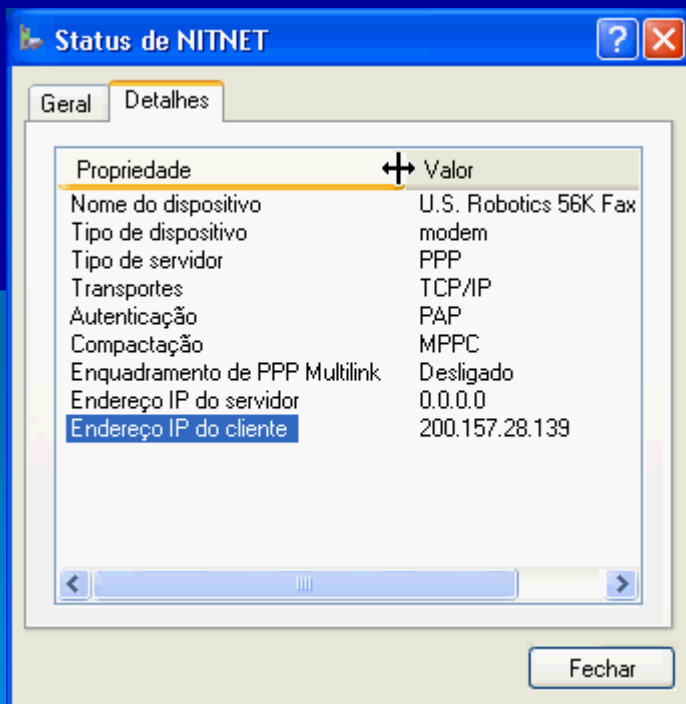 Status de NITNET
Geral Detalhes
Propriedade Valor
Nome do dispositivo U.S. Robotics 56K Fax
Tipo de dispositivo modem
Tipo de servidor PPP
Transportes TCP/IP
Autenticação PAP
Compactação MPPC
Enquadramento de PPP Multilink Desligado
Endereço IP do servidor 0.0.0.0
Endereço IP do cliente 200.157.28.139
Fechar